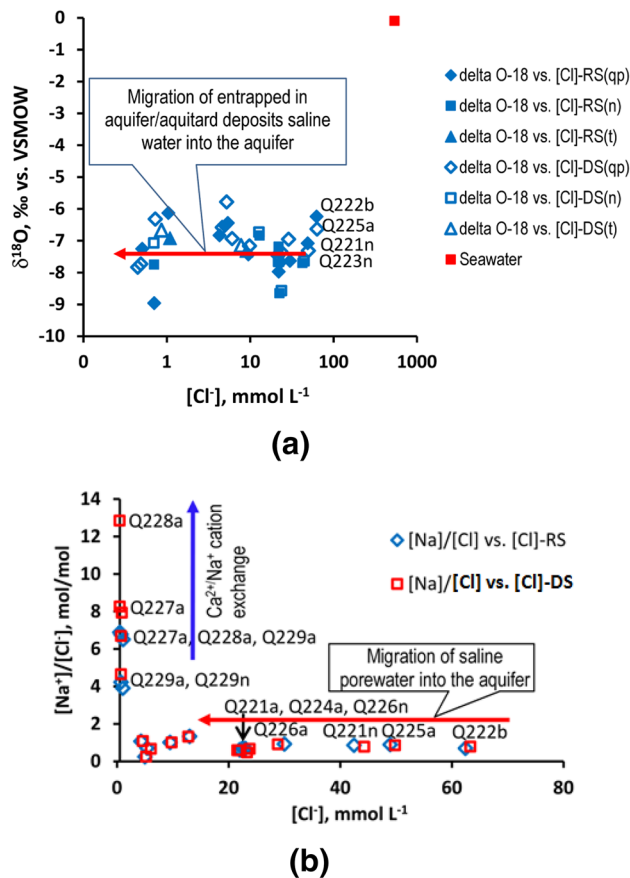 0
-1
-2
-3
-4
-5
-6
-7
-8
-9
-10
δ¹⁸O, ‰ vs. VSMOW
Migration of entrapped in
aquifer/aquitard deposits saline
water into the aquifer
Q222b
Q225a
Q221n
Q223n
0 1 10 100 1000
[Cl⁻], mmol L⁻¹
delta O-18 vs. [Cl]-RS(qp)
delta O-18 vs. [Cl]-RS(n)
delta O-18 vs. [Cl]-RS(t)
delta O-18 vs. [Cl]-DS(qp)
delta O-18 vs. [Cl]-DS(n)
delta O-18 vs. [Cl]-DS(t)
Seawater
(a)
14
12
10
8
6
4
2
0
[Na⁺]/[Cl⁻], mol/mol
Q228a
Q227a
Q227a, Q228a, Q229a
Q229a, Q229n
Ca²⁺/Na⁺ cation
exchange
[Na]/[Cl] vs. [Cl]-RS
[Na]/[Cl] vs. [Cl]-DS
Migration of saline
porewater into the aquifer
Q221a, Q224a, Q226n
Q226a
Q221n
Q225a
Q222b
0 20 40 60 80
[Cl⁻], mmol L⁻¹
(b)